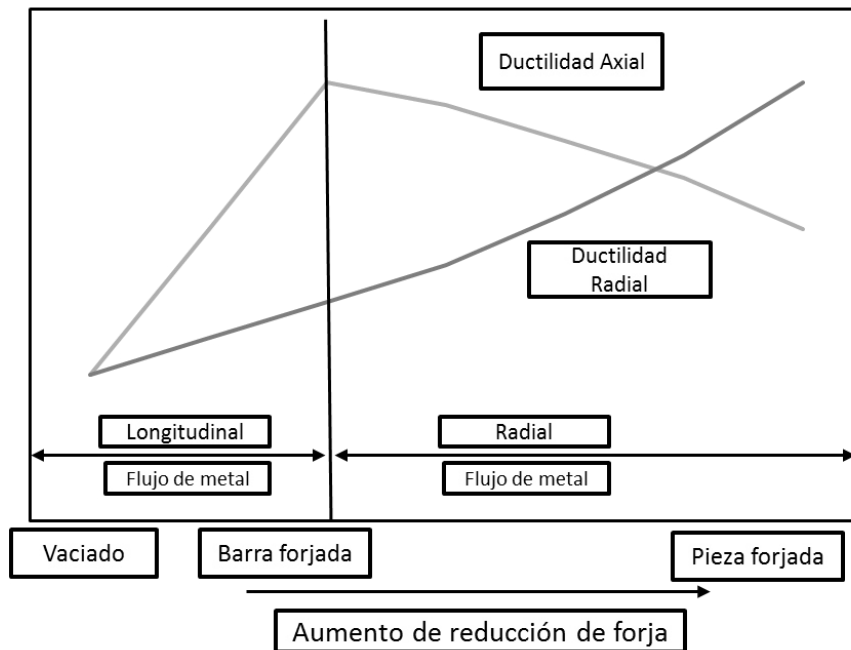 Ductilidad Axial
Ductilidad
Radial
Longitudinal
Radial
Flujo de metal
Flujo de metal
Vaciado
Barra forjada
Pieza forjada
Aumento de reducción de forja